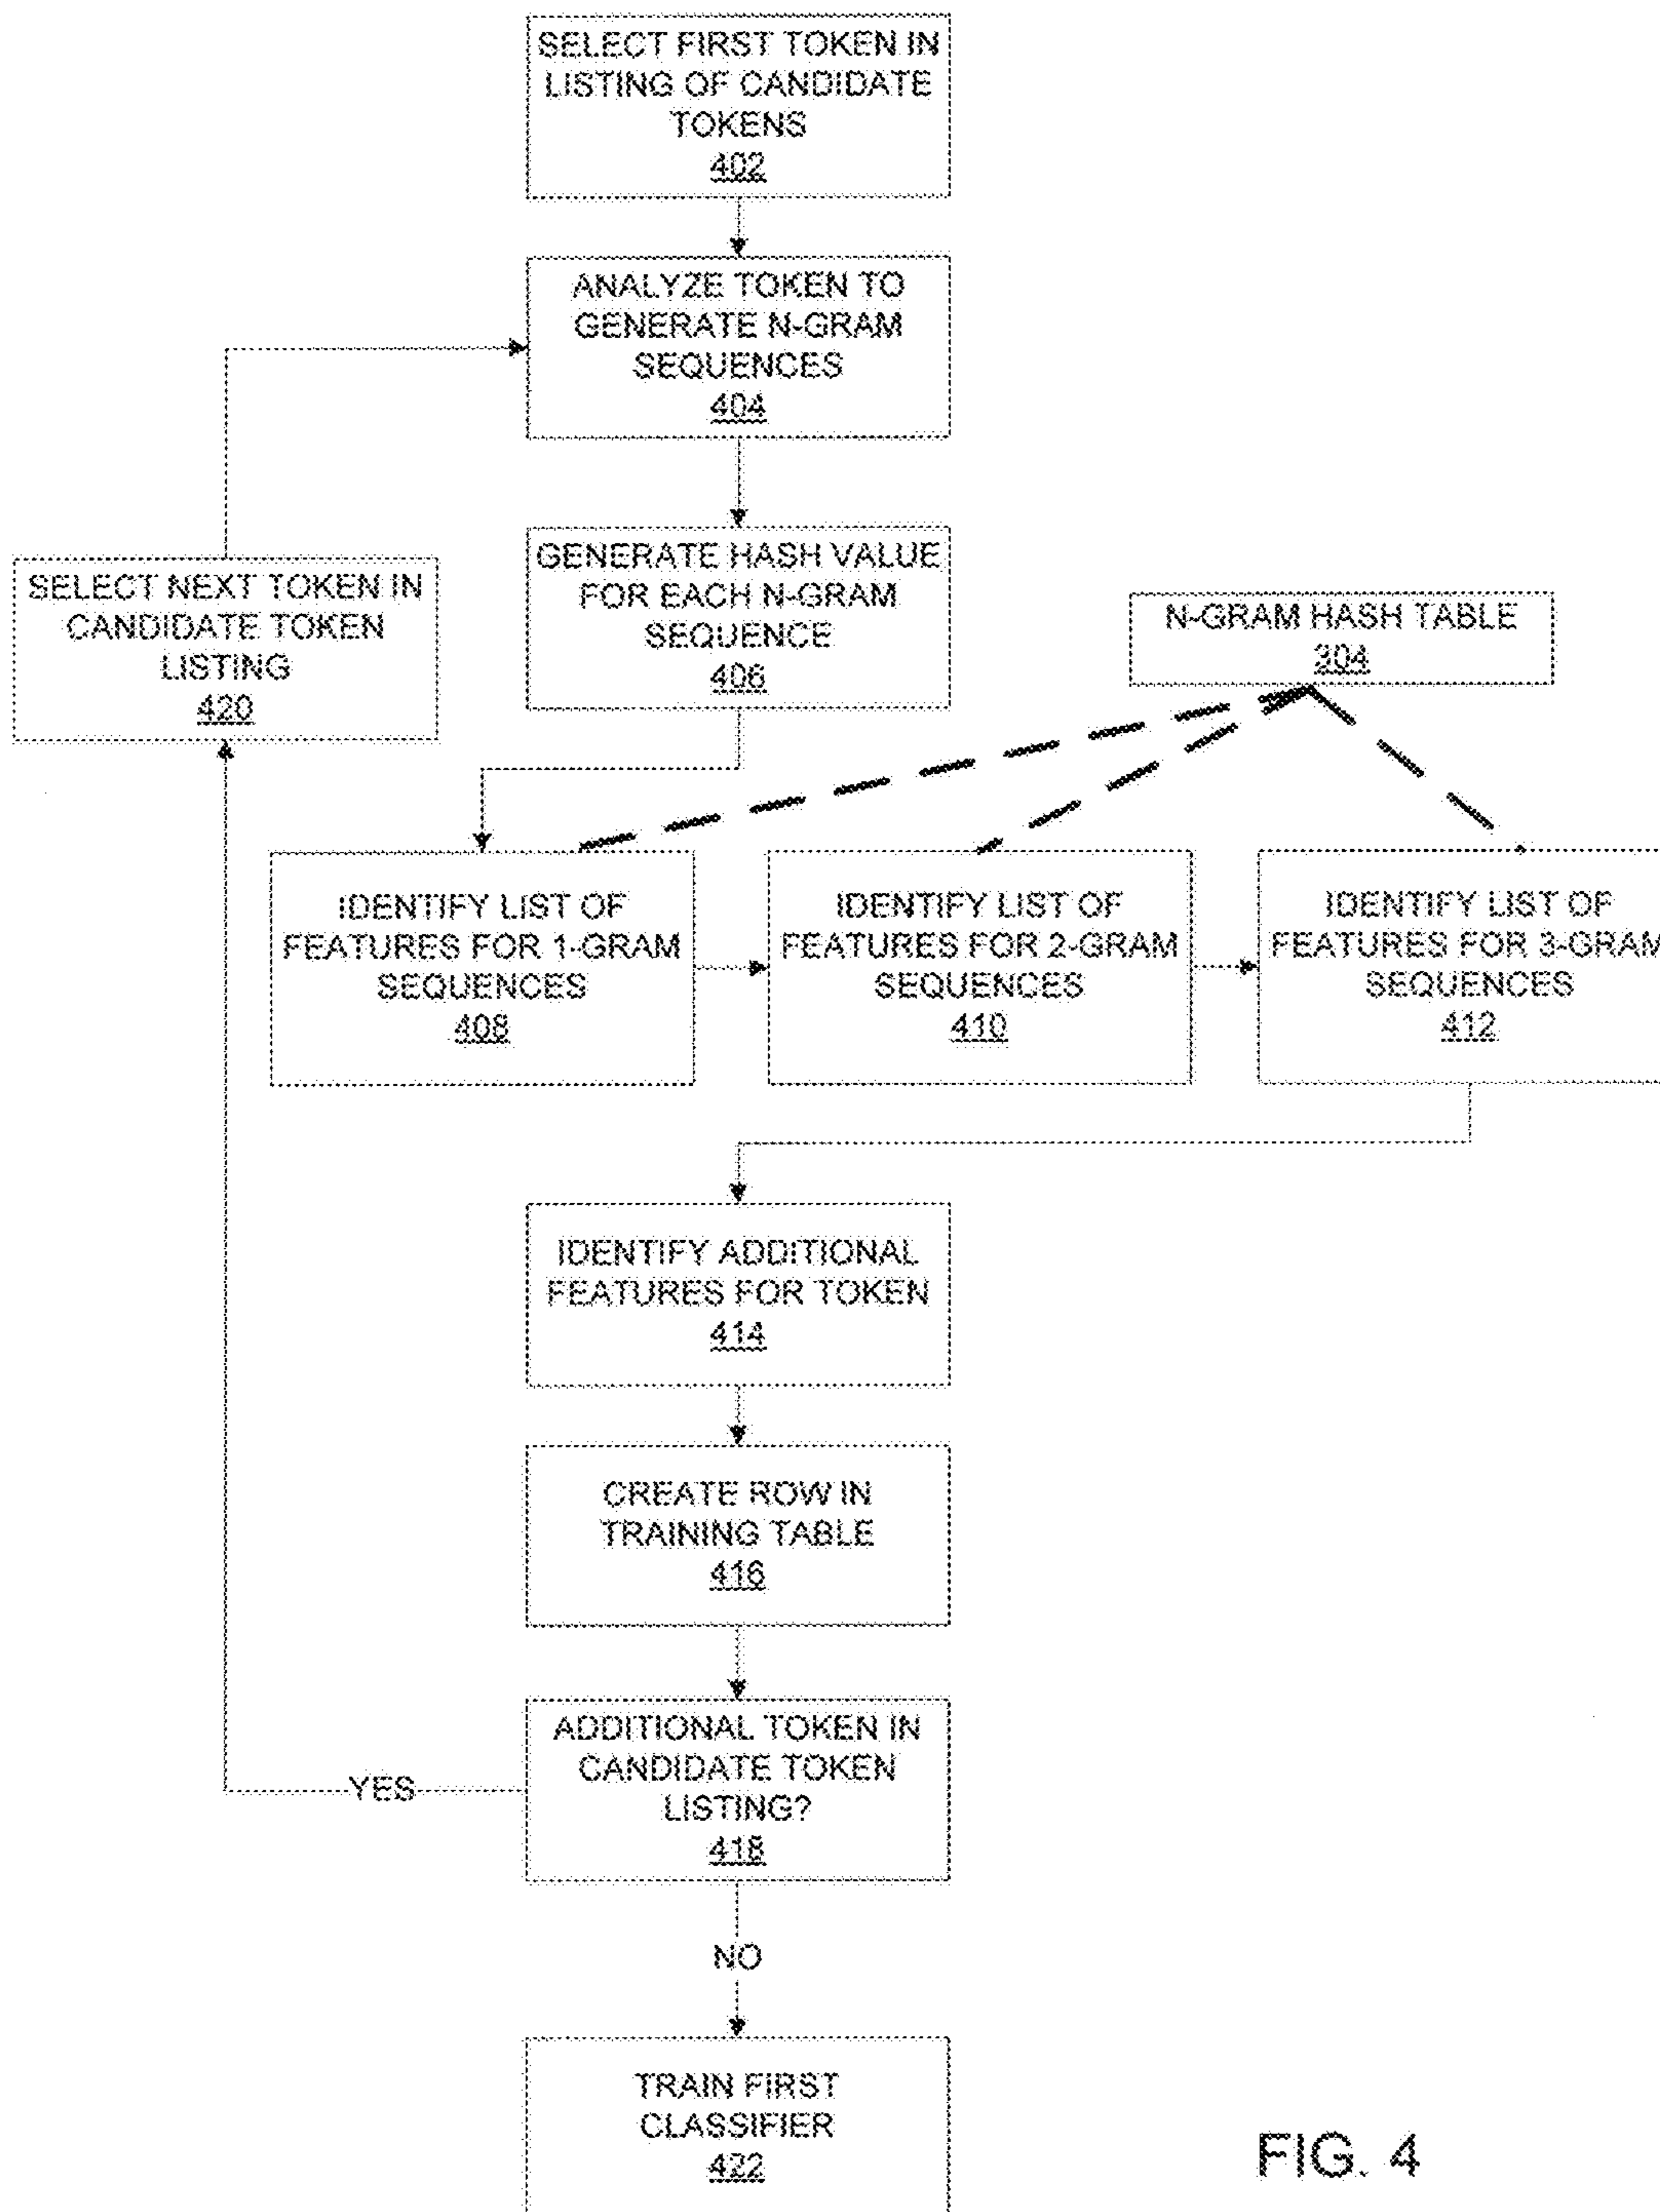 SELECT FIRST TOKEN IN
LISTING OF CANDIDATE
TOKENS
402
ANALYZE TOKEN TO
GENERATE N-GRAM
SEQUENCES
404
GENERATE HASH VALUE
FOR EACH N-GRAM
SEQUENCE
406
SELECT NEXT TOKEN IN
CANDIDATE TOKEN
LISTING
420
N-GRAM HASH TABLE
304
IDENTIFY LIST OF
FEATURES FOR 1-GRAM
SEQUENCES
408
IDENTIFY LIST OF
FEATURES FOR 2-GRAM
SEQUENCES
410
IDENTIFY LIST OF
FEATURES FOR 3-GRAM
SEQUENCES
412
IDENTIFY ADDITIONAL
FEATURES FOR TOKEN
414
CREATE ROW IN
TRAINING TABLE
416
ADDITIONAL TOKEN IN
CANDIDATE TOKEN
LISTING?
418
YES
NO
TRAIN FIRST
CLASSIFIER
422
FIG. 4